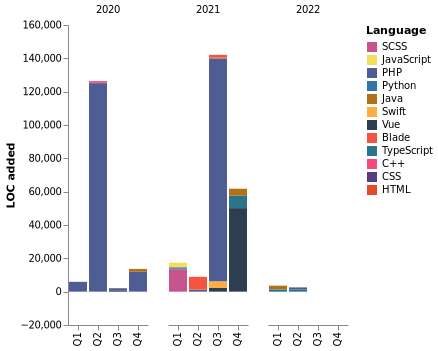 2020 2021 2022
160,000
140,000
120,000
100,000
80,000
60,000
40,000
20,000
0
−20,000
LOC added
Q1 Q2 Q3 Q4 Q1 Q2 Q3 Q4 Q1 Q2 Q3 Q4
Language
SCSS
JavaScript
PHP
Python
Java
Swift
Vue
Blade
TypeScript
C++
CSS
HTML